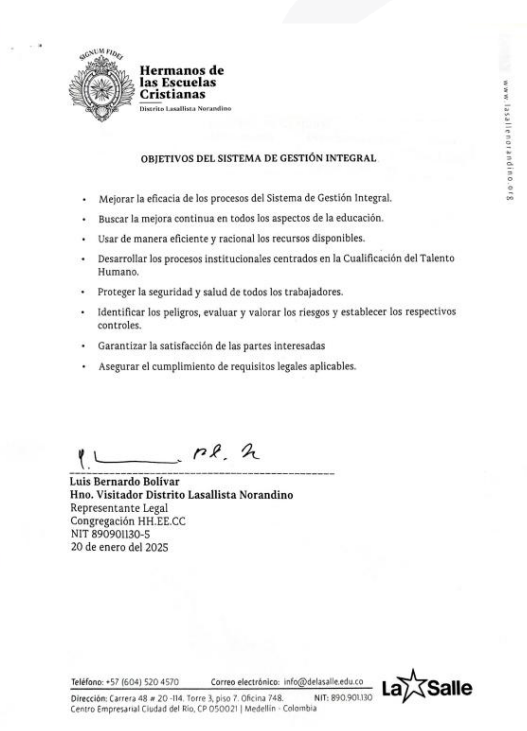 SIGNUM FIDEI
Hermanos de
las Escuelas
Cristianas
Distrito Lasallista Norandino
www.lasallenorandino.org
OBJETIVOS DEL SISTEMA DE GESTIÓN INTEGRAL
• Mejorar la eficacia de los procesos del Sistema de Gestión Integral.
• Buscar la mejora continua en todos los aspectos de la educación.
• Usar de manera eficiente y racional los recursos disponibles.
• Desarrollar los procesos institucionales centrados en la Cualificación del Talento
Humano.
• Proteger la seguridad y salud de todos los trabajadores.
• Identificar los peligros, evaluar y valorar los riesgos y establecer los respectivos
controles.
• Garantizar la satisfacción de las partes interesadas
• Asegurar el cumplimiento de requisitos legales aplicables.
Luis Bernardo Bolívar
Hno. Visitador Distrito Lasallista Norandino
Representante Legal
Congregación HH.EE.CC
NIT 890901130-5
20 de enero del 2025
Teléfono: +57 (604) 520 4570 Correo electrónico: info@delasalle.edu.co
Dirección: Carrera 48 # 20 -114. Torre 3, piso 7. Oficina 748. NIT: 890.901.130
Centro Empresarial Ciudad del Río, CP 050021 | Medellín - Colombia
La Salle